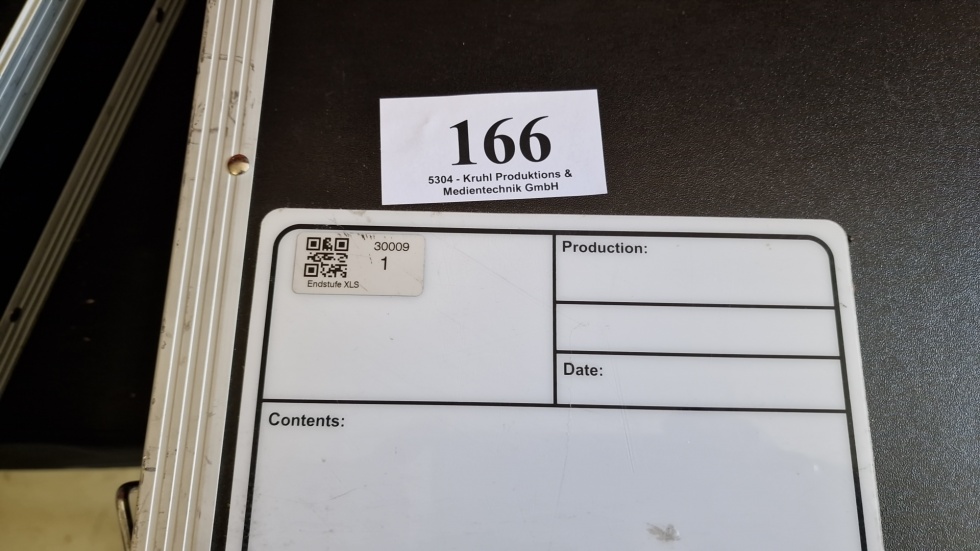 166
5304 - Kruhl Produktions &
Medientechnik GmbH
30009
1
Endstufe XLS
Production:
Date:
Contents: